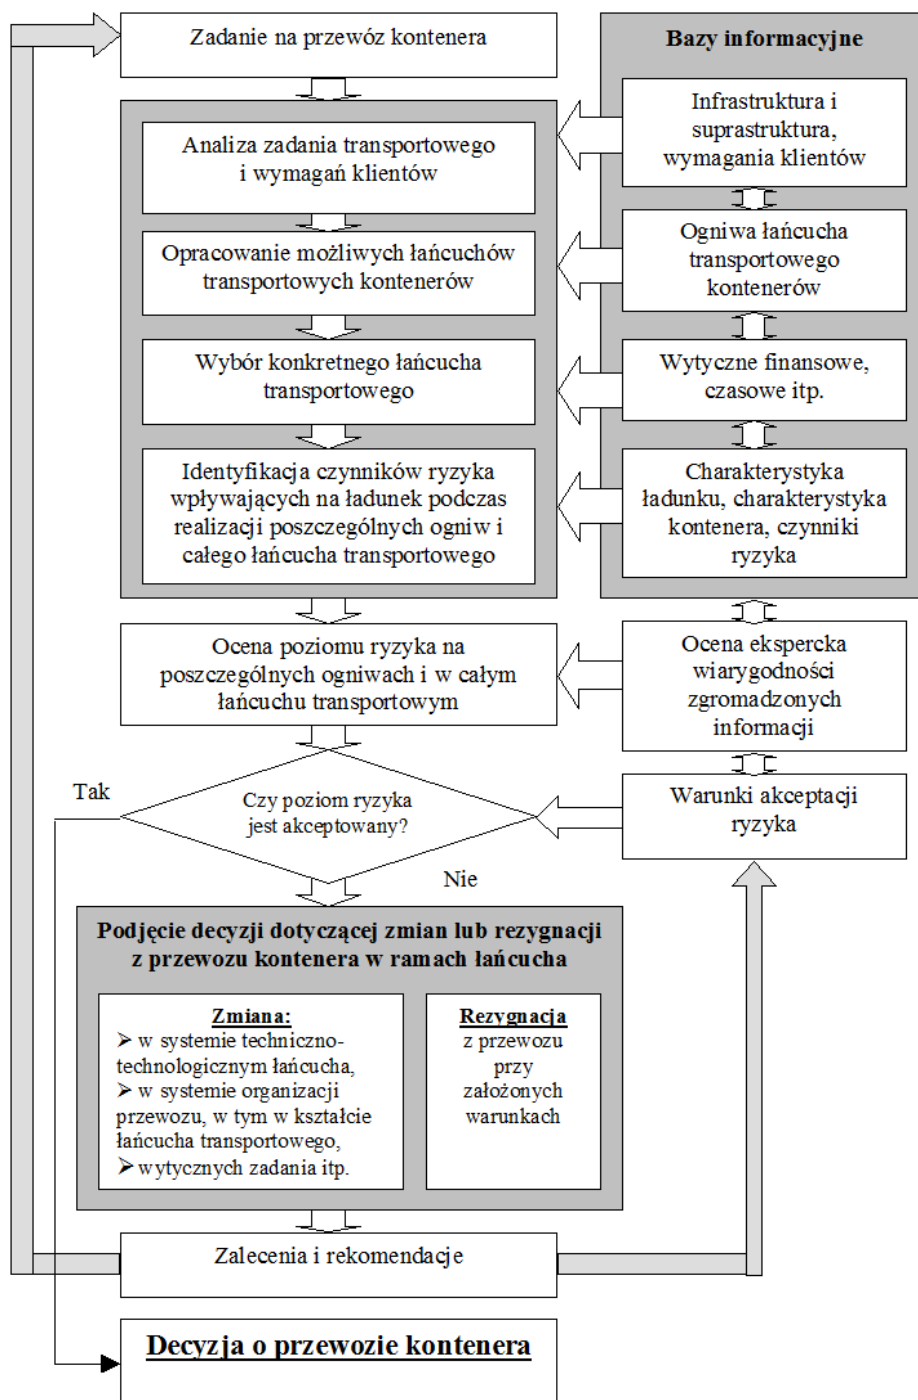 Zadanie na przewóz kontenera
Bazy informacyjne
Infrastruktura i
suprastruktura,
wymagania klientów
Analiza zadania transportowego
i wymagań klientów
Ogniwa łańcucha
transportowego
kontenerów
Opracowanie możliwych łańcuchów
transportowych kontenerów
Wytyczne finansowe,
czasowe itp.
Wybór konkretnego łańcucha
transportowego
Charakterystyka
ładunku, charakterystyka
kontenera, czynniki
ryzyka
Identyfikacja czynników ryzyka
wpływających na ładunek podczas
realizacji poszczególnych ogniw i
całego łańcucha transportowego
Ocena poziomu ryzyka na
poszczególnych ogniwach i w całym
łańcuchu transportowym
Ocena ekspercka
wiarygodności
zgromadzonych
informacji
Tak
Czy poziom ryzyka
jest akceptowany?
Warunki akceptacji
ryzyka
Nie
Podjęcie decyzji dotyczącej zmian lub rezygnacji
z przewozu kontenera w ramach łańcucha
Zmiana:
➢ w systemie techniczno-
technologicznym łańcucha,
➢ w systemie organizacji
przewozu, w tym w kształcie
łańcucha transportowego,
➢ wytycznych zadania itp.
Rezygnacja
z przewozu
przy
założonych
warunkach
Zalecenia i rekomendacje
Decyzja o przewozie kontenera